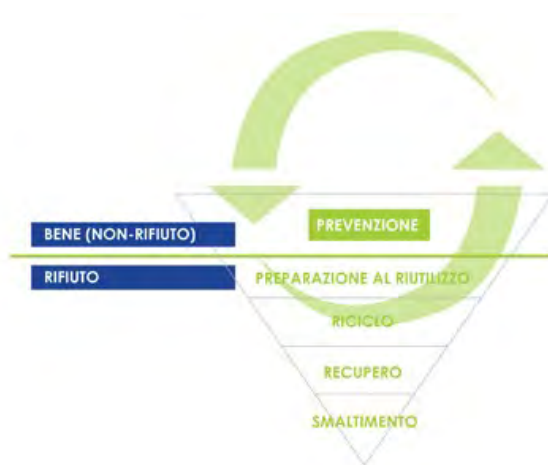 BENE (NON-RIFIUTO)
PREVENZIONE
RIFIUTO
PREPARAZIONE AL RIUTILIZZO
RICICLO
RECUPERO
SMALTIMENTO